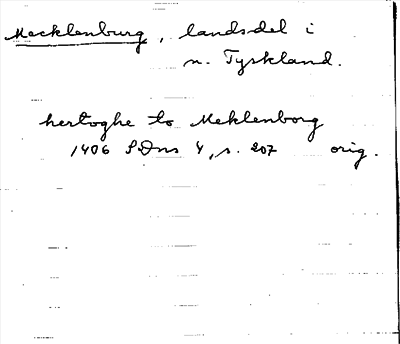 Mecklenburg, landsdel i
n. Tyskland.
hertoghe to Meklenborg
1406 SDns 4, s. 207 orig.